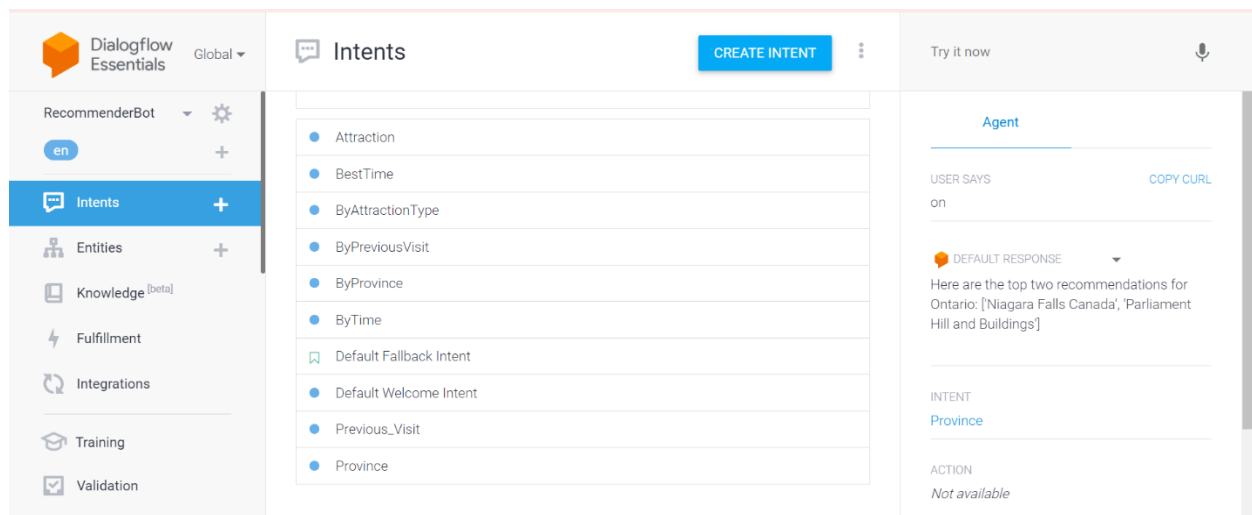 Dialogflow
Essentials
Global
Intents
CREATE INTENT
Try it now
RecommenderBot
en
Intents
Entities
Knowledge [beta]
Fulfillment
Integrations
Training
Validation
Attraction
BestTime
ByAttractionType
ByPreviousVisit
ByProvince
ByTime
Default Fallback Intent
Default Welcome Intent
Previous_Visit
Province
Agent
USER SAYS
COPY CURL
on
DEFAULT RESPONSE
Here are the top two recommendations for
Ontario: ['Niagara Falls Canada', 'Parliament
Hill and Buildings']
INTENT
Province
ACTION
Not available